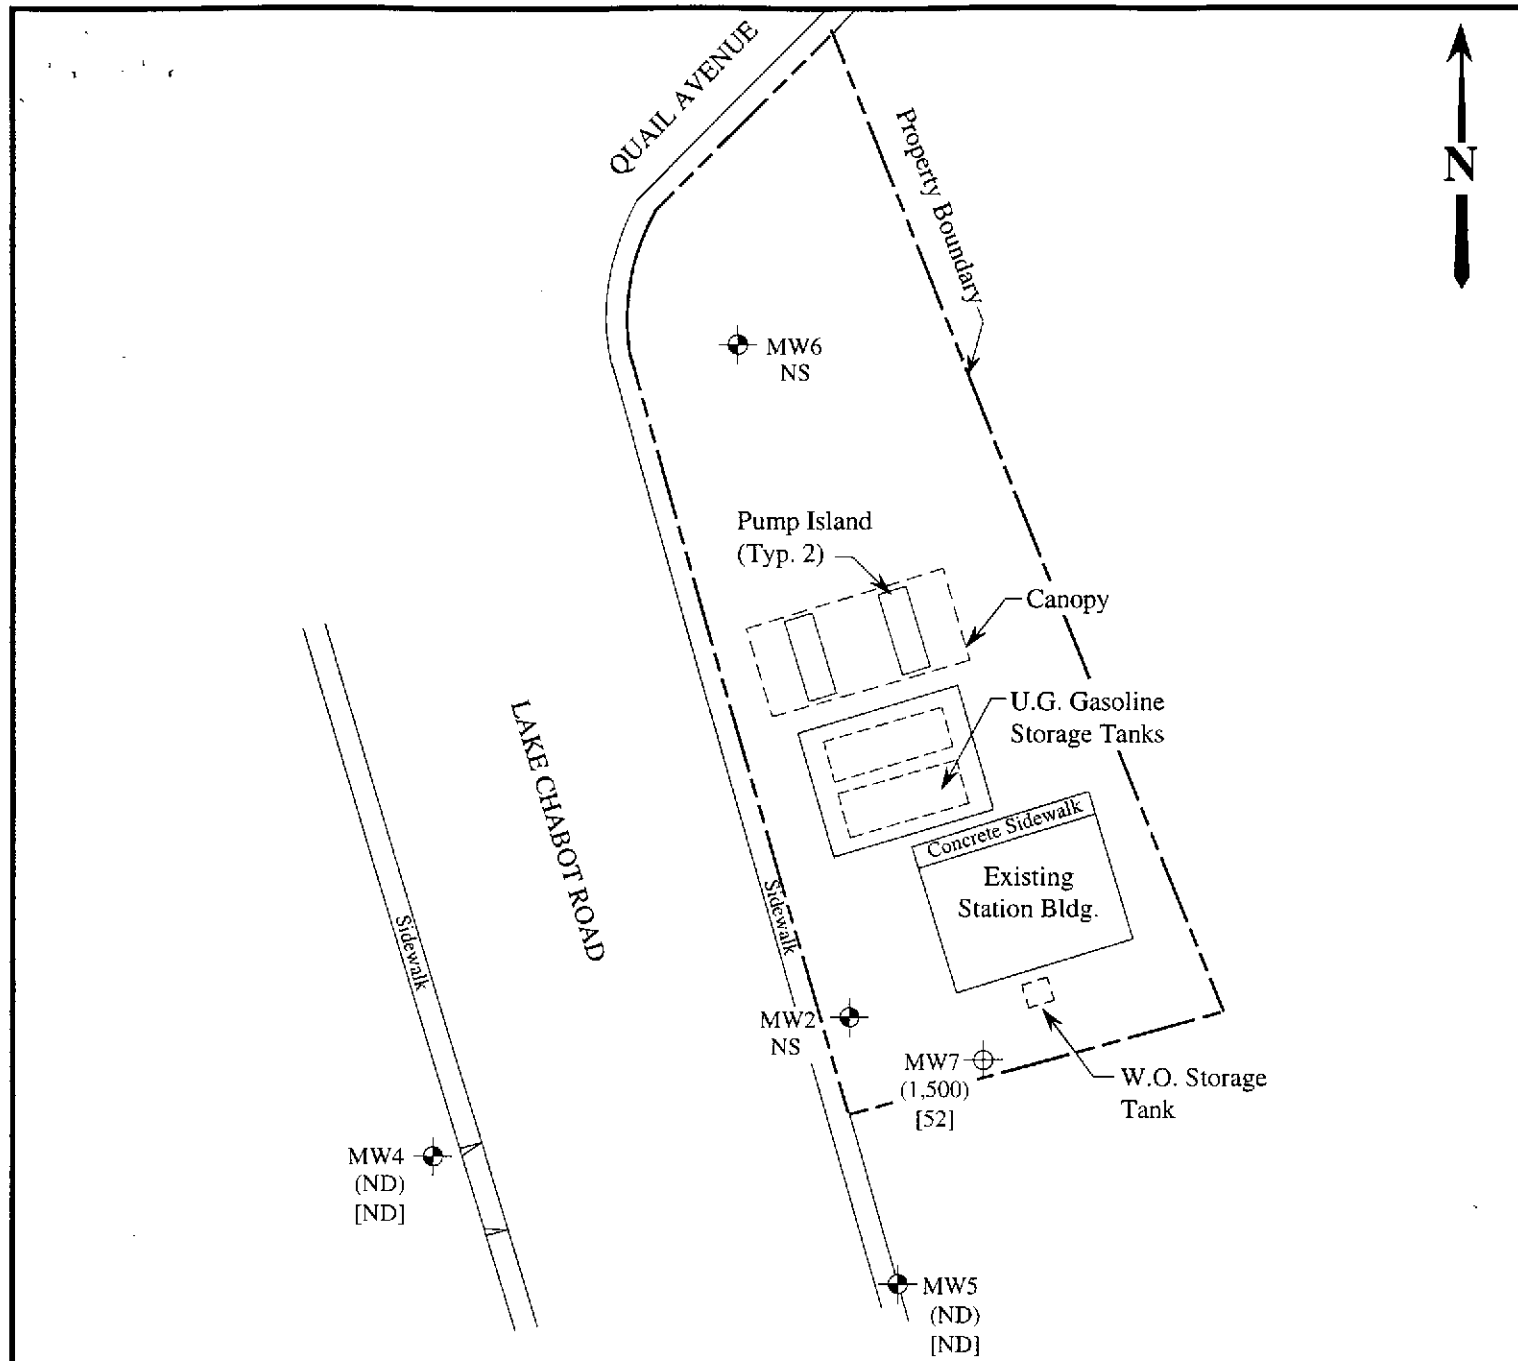 QUAIL AVENUE
N
Property Boundary
MW6
NS
Pump Island
(Typ. 2)
Canopy
U.G. Gasoline
Storage Tanks
LAKE CHABOT ROAD
Concrete Sidewalk
Existing
Station Bldg.
Sidewalk
Sidewalk
MW2
NS
MW7
(1,500)
[52]
W.O. Storage
Tank
MW4
(ND)
[ND]
MW5
(ND)
[ND]